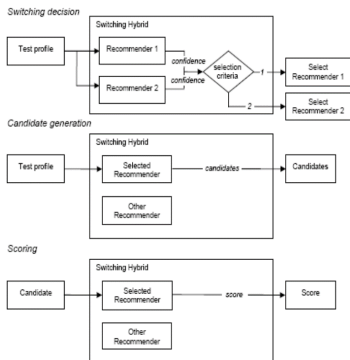 Switching decision
Switching Hybrid
Test profile
Recommender 1
confidence
selection
criteria
1
Select
Recommender 1
Recommender 2
confidence
2
Select
Recommender 2
Candidate generation
Switching Hybrid
Test profile
Selected
Recommender
candidates
Candidates
Other
Recommender
Scoring
Switching Hybrid
Candidate
Selected
Recommender
score
Score
Other
Recommender